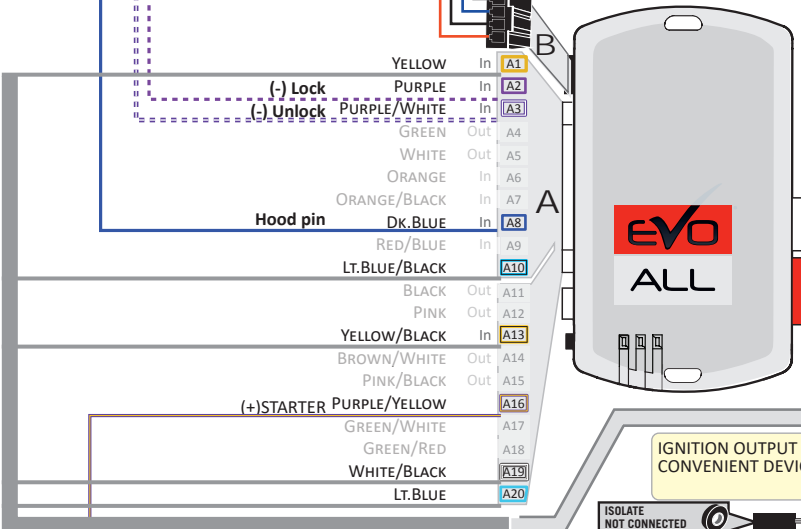 B
YELLOW In A1
(-) Lock PURPLE In A2
(-) Unlock PURPLE/WHITE In A3
GREEN Out A4
WHITE Out A5
ORANGE In A6
ORANGE/BLACK In A7
A
Hood pin DK.BLUE In A8
RED/BLUE In A9
LT.BLUE/BLACK A10
BLACK Out A11
PINK Out A12
YELLOW/BLACK In A13
BROWN/WHITE Out A14
PINK/BLACK Out A15
(+)STARTER PURPLE/YELLOW A16
GREEN/WHITE A17
GREEN/RED A18
WHITE/BLACK A19
LT.BLUE A20
EVO
ALL
IGNITION OUTPUT
CONVENIENT DEVIC
ISOLATE
NOT CONNECTED